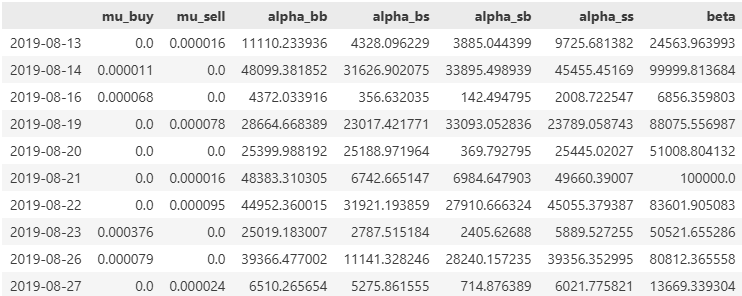 mu_buy mu_sell alpha_bb alpha_bs alpha_sb alpha_ss beta
2019-08-13 0.0 0.000016 11110.233936 4328.096229 3885.044399 9725.681382 24563.963993
2019-08-14 0.000011 0.0 48099.381852 31626.902075 33895.498939 45455.45169 99999.813684
2019-08-16 0.000068 0.0 4372.033916 356.632035 142.494795 2008.722547 6856.359803
2019-08-19 0.0 0.000078 28664.668389 23017.421771 33093.052836 23789.058743 88075.556987
2019-08-20 0.0 0.0 25399.988192 25188.971964 369.792795 25445.02027 51008.804132
2019-08-21 0.0 0.000016 48383.310305 6742.665147 6984.647903 49660.39007 100000.0
2019-08-22 0.0 0.000095 44952.360015 31921.193859 27910.666324 45055.379387 83601.905083
2019-08-23 0.000376 0.0 25019.183007 2787.515184 2405.62688 5889.527255 50521.655286
2019-08-26 0.000079 0.0 39366.477002 11141.328246 28240.157235 39356.352995 80812.365558
2019-08-27 0.0 0.000024 6510.265654 5275.861555 714.876389 6021.775821 13669.339304